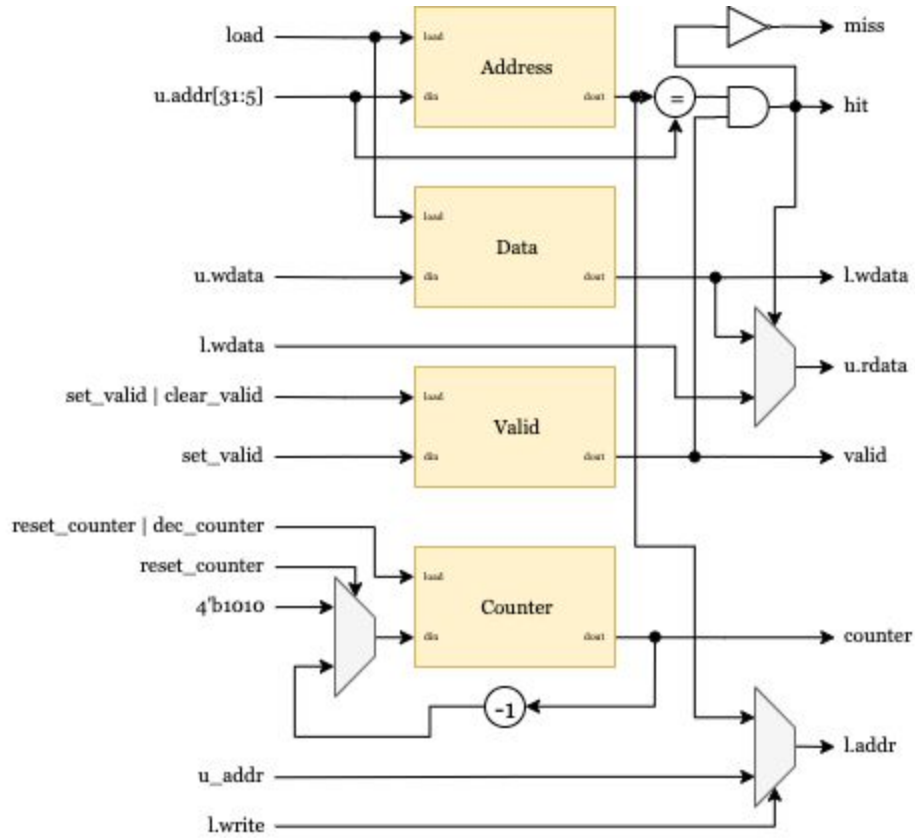 load
load
Address
miss
u.addr[31:5]
din
dout
=
hit
load
Data
u.wdata
din
dout
l.wdata
l.wdata
u.rdata
set_valid | clear_valid
load
Valid
set_valid
din
dout
valid
reset_counter | dec_counter
reset_counter
load
4'b1010
Counter
din
dout
counter
-1
l.addr
u_addr
l.write